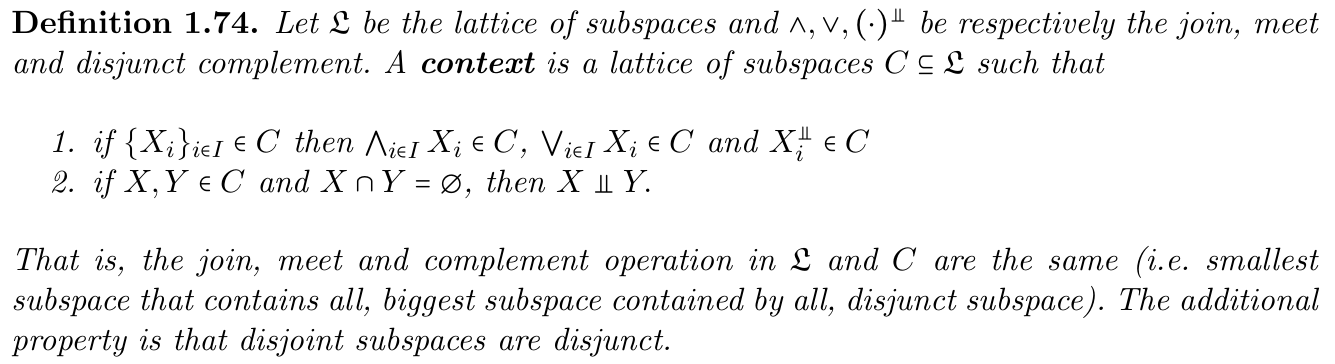 Definition 1.74. Let 𝔏 be the lattice of subspaces and ∧, ∨, (⋅)^⫫ be respectively the join, meet
and disjunct complement. A context is a lattice of subspaces C ⊆ 𝔏 such that
1. if {X_i}_{i∈I} ∈ C then ⋀_{i∈I} X_i ∈ C, ⋁_{i∈I} X_i ∈ C and X_i^⫫ ∈ C
2. if X, Y ∈ C and X ∩ Y = ∅, then X ⫫ Y.
That is, the join, meet and complement operation in 𝔏 and C are the same (i.e. smallest
subspace that contains all, biggest subspace contained by all, disjunct subspace). The additional
property is that disjoint subspaces are disjunct.